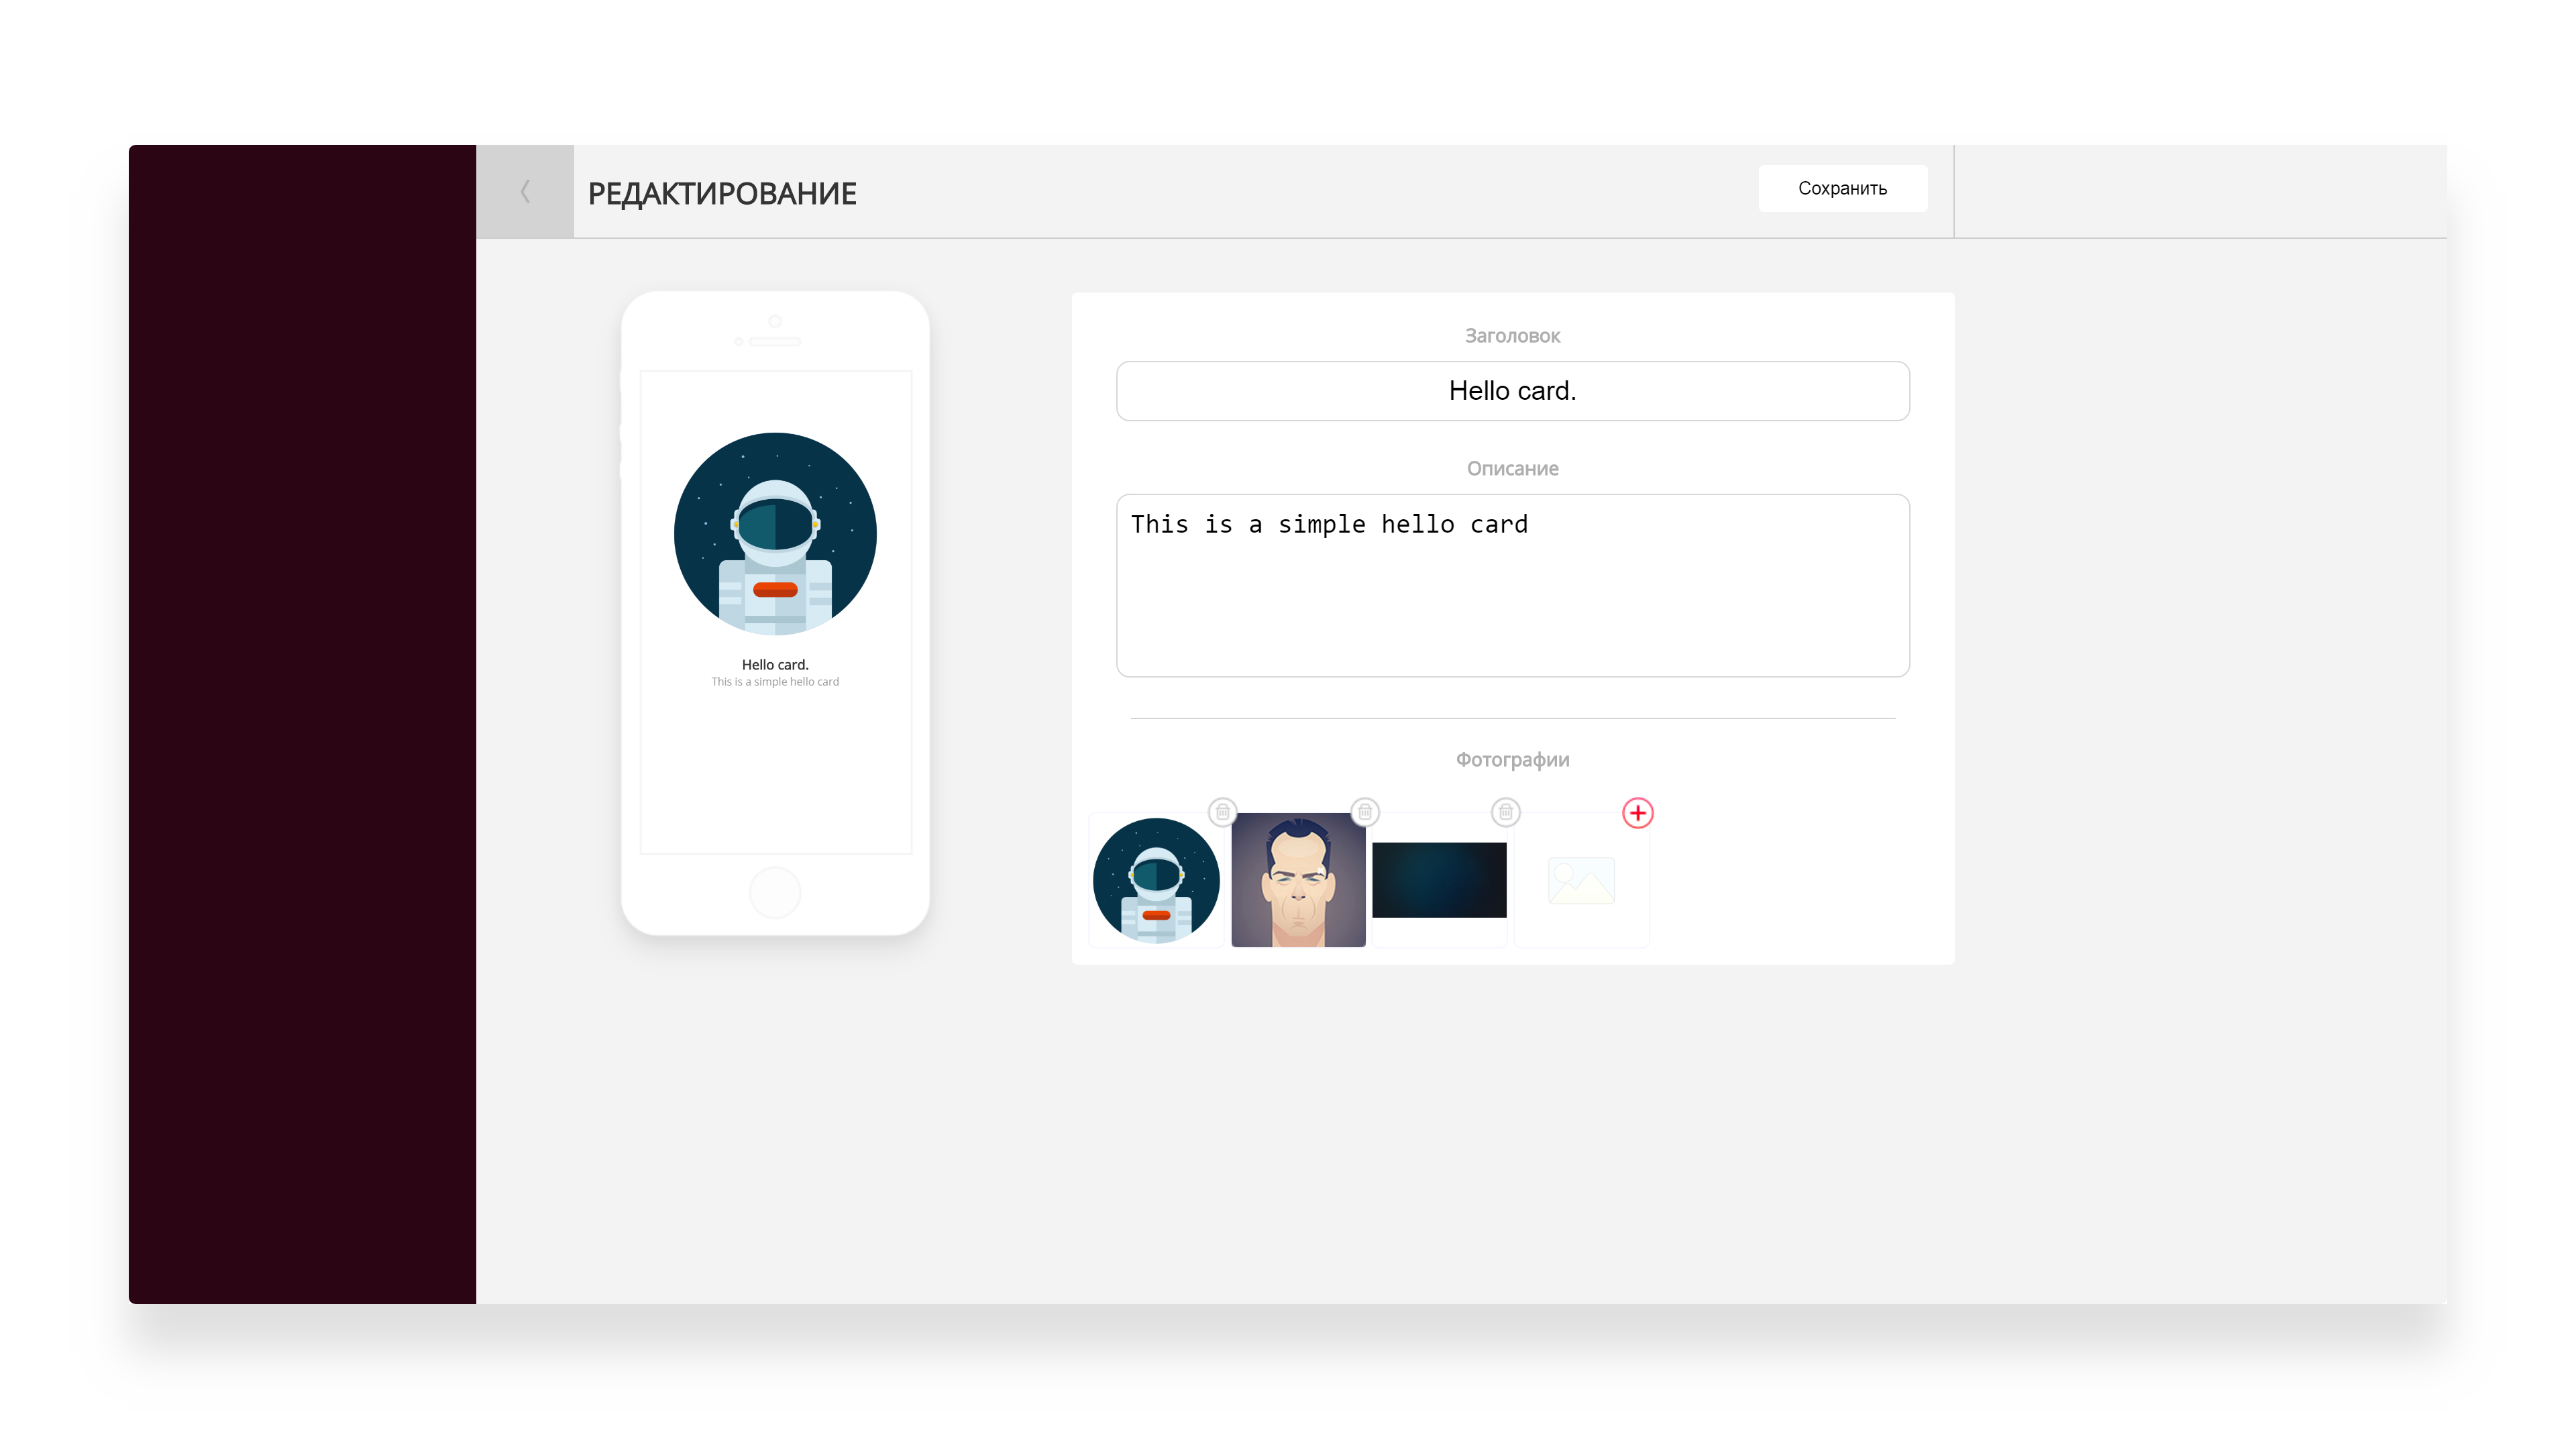 РЕДАКТИРОВАНИЕ
Сохранить
Hello card.
This is a simple hello card
Заголовок
Hello card.
Описание
This is a simple hello card
Фотографии